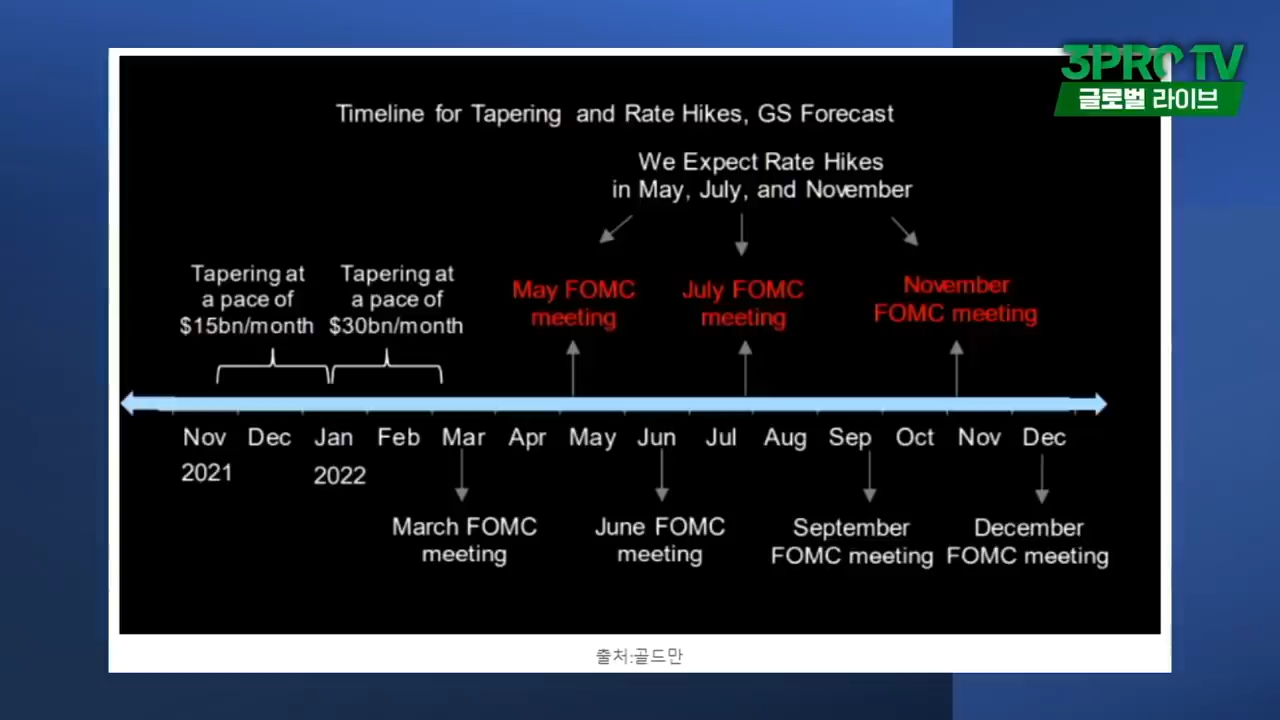 3PRO TV
글로벌 라이브
Timeline for Tapering and Rate Hikes, GS Forecast
We Expect Rate Hikes
in May, July, and November
Tapering at
a pace of
$15bn/month
Tapering at
a pace of
$30bn/month
May FOMC
meeting
July FOMC
meeting
November
FOMC meeting
Nov Dec Jan Feb Mar Apr May Jun Jul Aug Sep Oct Nov Dec
2021 2022
March FOMC
meeting
June FOMC
meeting
September
FOMC meeting
December
FOMC meeting
출처:골드만